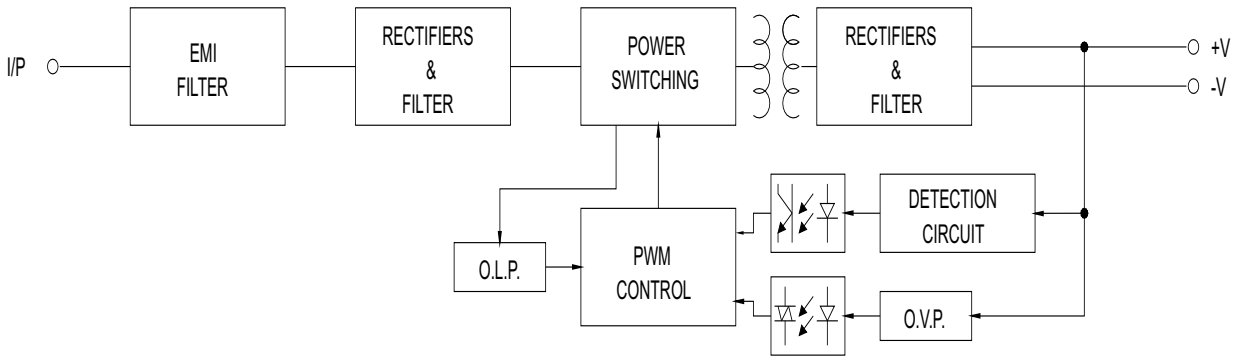 I/P
EMI
FILTER
RECTIFIERS
&
FILTER
POWER
SWITCHING
RECTIFIERS
&
FILTER
+V
-V
DETECTION
CIRCUIT
O.L.P.
PWM
CONTROL
O.V.P.